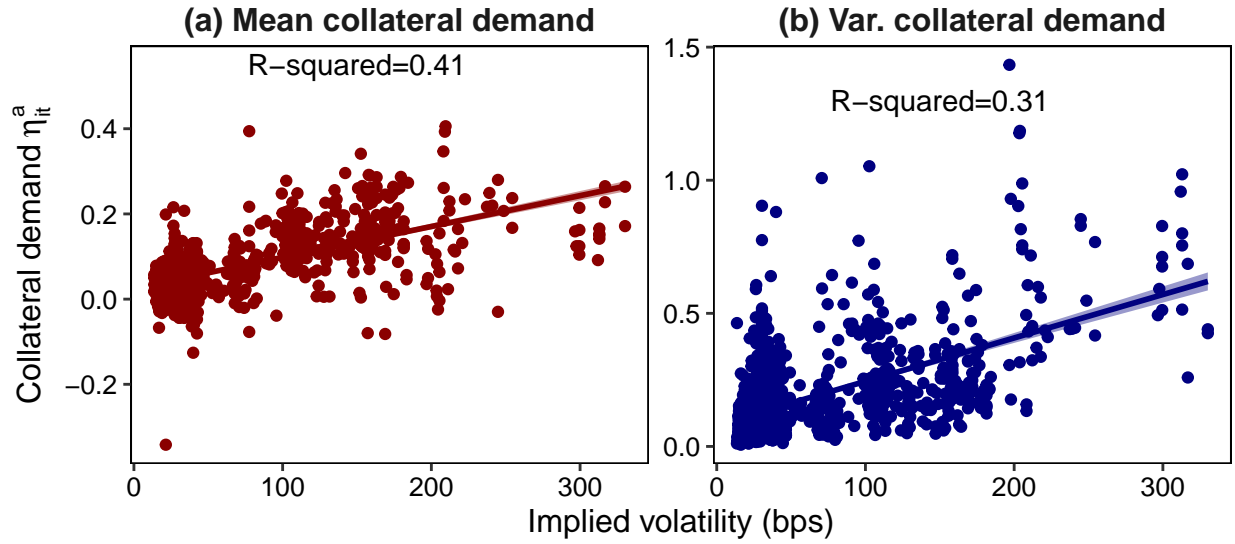 (a) Mean collateral demand
(b) Var. collateral demand
R−squared=0.41
R−squared=0.31
Collateral demand η_it^a
0.4
0.2
0.0
−0.2
1.5
1.0
0.5
0.0
0 100 200 300
0 100 200 300
Implied volatility (bps)